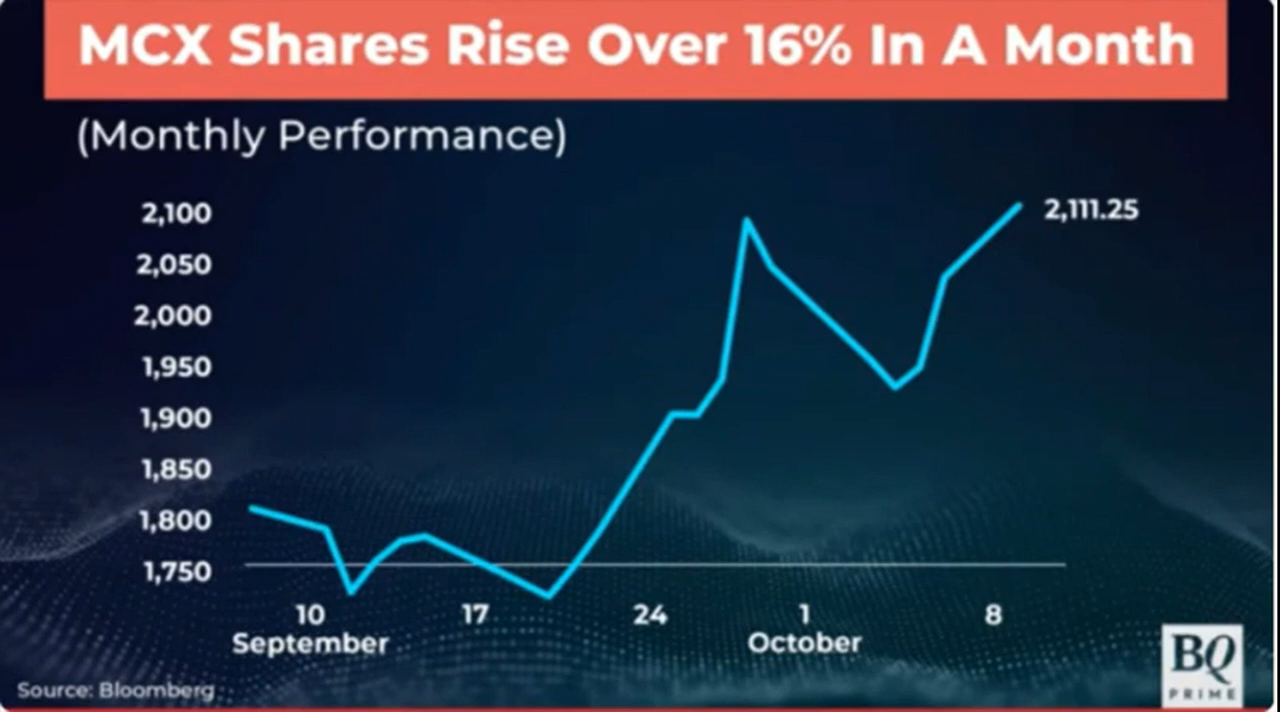 MCX Shares Rise Over 16% In A Month
(Monthly Performance)
2,100
2,050
2,000
1,950
1,900
1,850
1,800
1,750
2,111.25
10 17 24 1 8
September October
Source: Bloomberg
BQ
PRIME